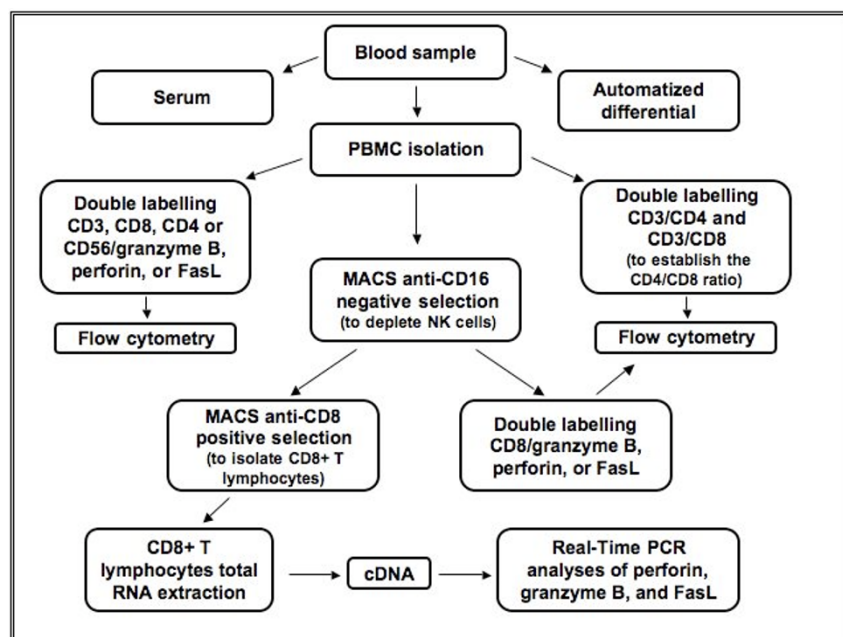 Blood sample
Serum
Automatized
differential
PBMC isolation
Double labelling
CD3, CD8, CD4 or
CD56/granzyme B,
perforin, or FasL
Double labelling
CD3/CD4 and
CD3/CD8
(to establish the
CD4/CD8 ratio)
MACS anti-CD16
negative selection
(to deplete NK cells)
Flow cytometry
Flow cytometry
MACS anti-CD8
positive selection
(to isolate CD8+ T
lymphocytes)
Double labelling
CD8/granzyme B,
perforin, or FasL
CD8+ T
lymphocytes total
RNA extraction
cDNA
Real-Time PCR
analyses of perforin,
granzyme B, and FasL